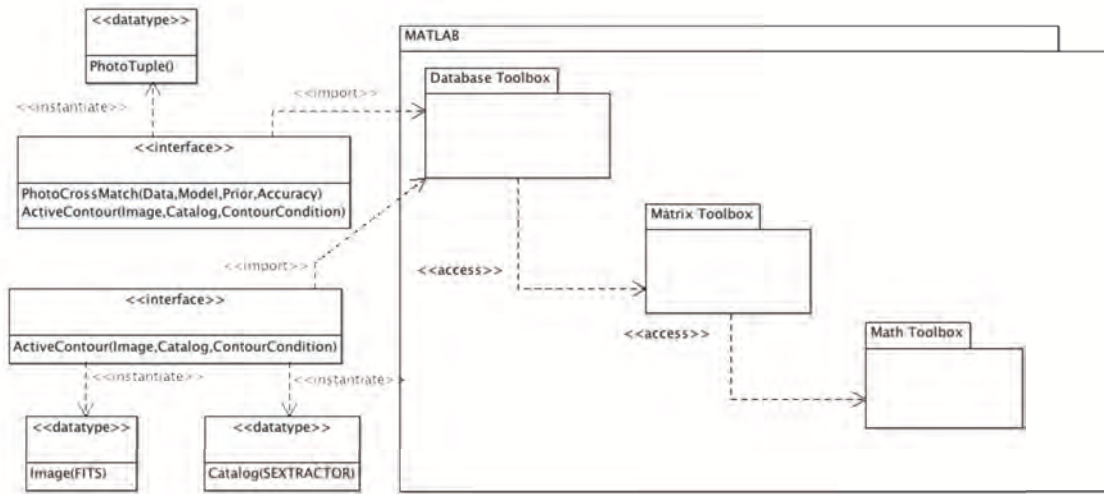 <<datatype>>
PhotoTuple()
<<instantiate>>
<<interface>>
PhotoCrossMatch(Data,Model,Prior,Accuracy)
ActiveContour(Image,Catalog,ContourCondition)
<<import>>
<<import>>
<<interface>>
ActiveContour(Image,Catalog,ContourCondition)
<<instantiate>>
<<instantiate>>
<<datatype>>
Image(FITS)
<<datatype>>
Catalog(SEXTRACTOR)
MATLAB
Database Toolbox
<<access>>
Matrix Toolbox
<<access>>
Math Toolbox